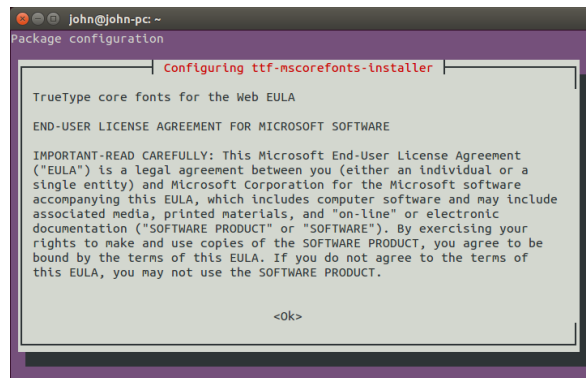 john@john-pc: ~
Package configuration
Configuring ttf-mscorefonts-installer
TrueType core fonts for the Web EULA
END-USER LICENSE AGREEMENT FOR MICROSOFT SOFTWARE
IMPORTANT-READ CAREFULLY: This Microsoft End-User License Agreement
("EULA") is a legal agreement between you (either an individual or a
single entity) and Microsoft Corporation for the Microsoft software
accompanying this EULA, which includes computer software and may include
associated media, printed materials, and "on-line" or electronic
documentation ("SOFTWARE PRODUCT" or "SOFTWARE"). By exercising your
rights to make and use copies of the SOFTWARE PRODUCT, you agree to be
bound by the terms of this EULA. If you do not agree to the terms of
this EULA, you may not use the SOFTWARE PRODUCT.
<Ok>